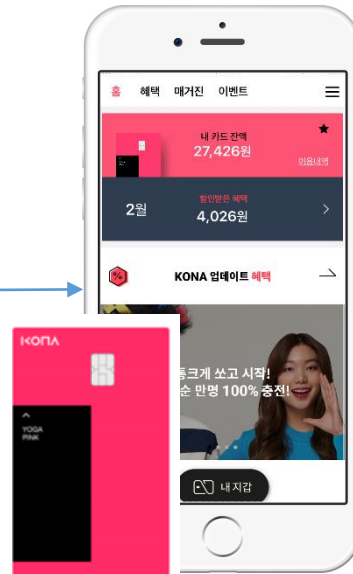 홈 혜택 매거진 이벤트
내 카드 잔액
27,426원
이용내역
2월
할인받은 혜택
4,026원
KONA 업데이트 혜택
통크게 쏘고 시작!
순 만명 100% 충전!
내 지갑
KONA
YOGA
PINK